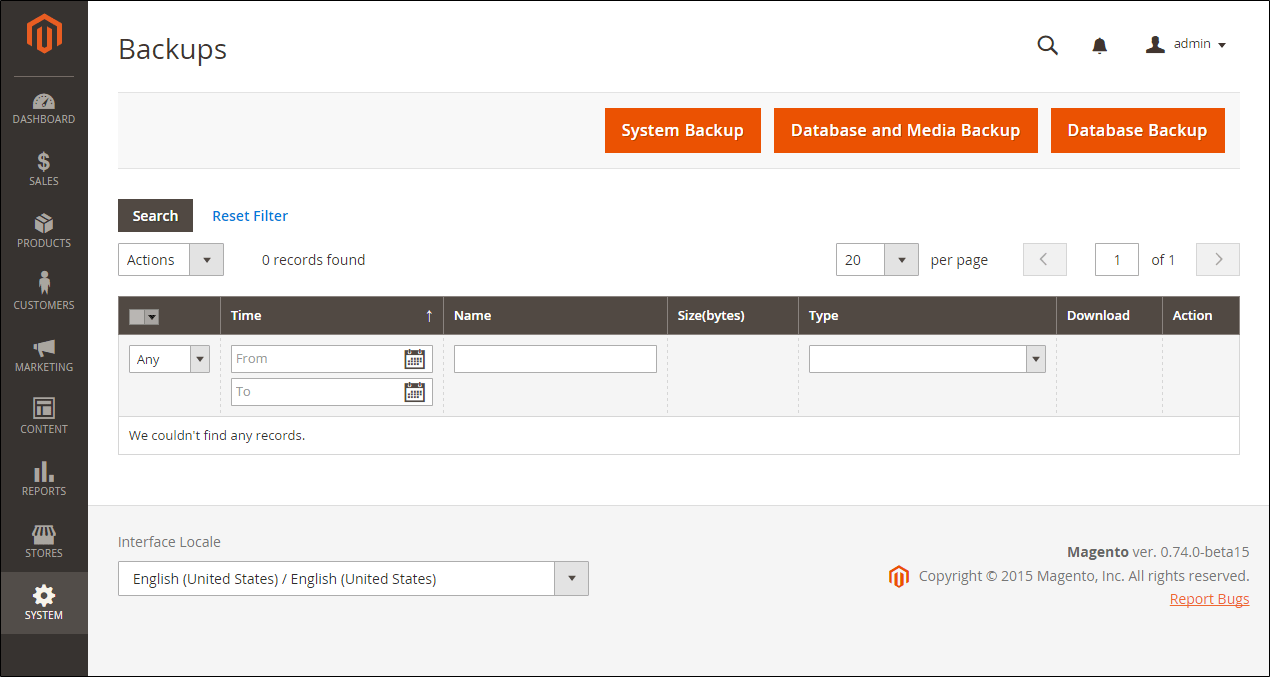 Backups
admin
DASHBOARD
SALES
PRODUCTS
CUSTOMERS
MARKETING
CONTENT
REPORTS
STORES
SYSTEM
System Backup Database and Media Backup Database Backup
Search Reset Filter
Actions 0 records found 20 per page 1 of 1
Time ↑ Name Size(bytes) Type Download Action
Any From
To
We couldn't find any records.
Interface Locale
English (United States) / English (United States)
Magento ver. 0.74.0-beta15
Copyright © 2015 Magento, Inc. All rights reserved.
Report Bugs